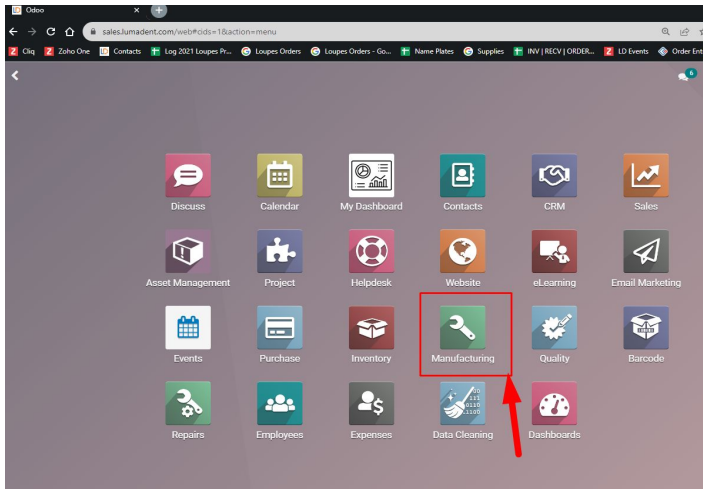 Odoo
sales.lumadent.com/web#cids=1&action=menu
Cliq Zoho One Contacts Log 2021 Loupes Pr... Loupes Orders Loupes Orders - Go... Name Plates Supplies INV | RECV | ORDER... LD Events Order Ent
6
Discuss Calendar My Dashboard Contacts CRM Sales
Asset Management Project Helpdesk Website eLearning Email Marketing
Events Purchase Inventory Manufacturing Quality Barcode
Repairs Employees Expenses Data Cleaning Dashboards